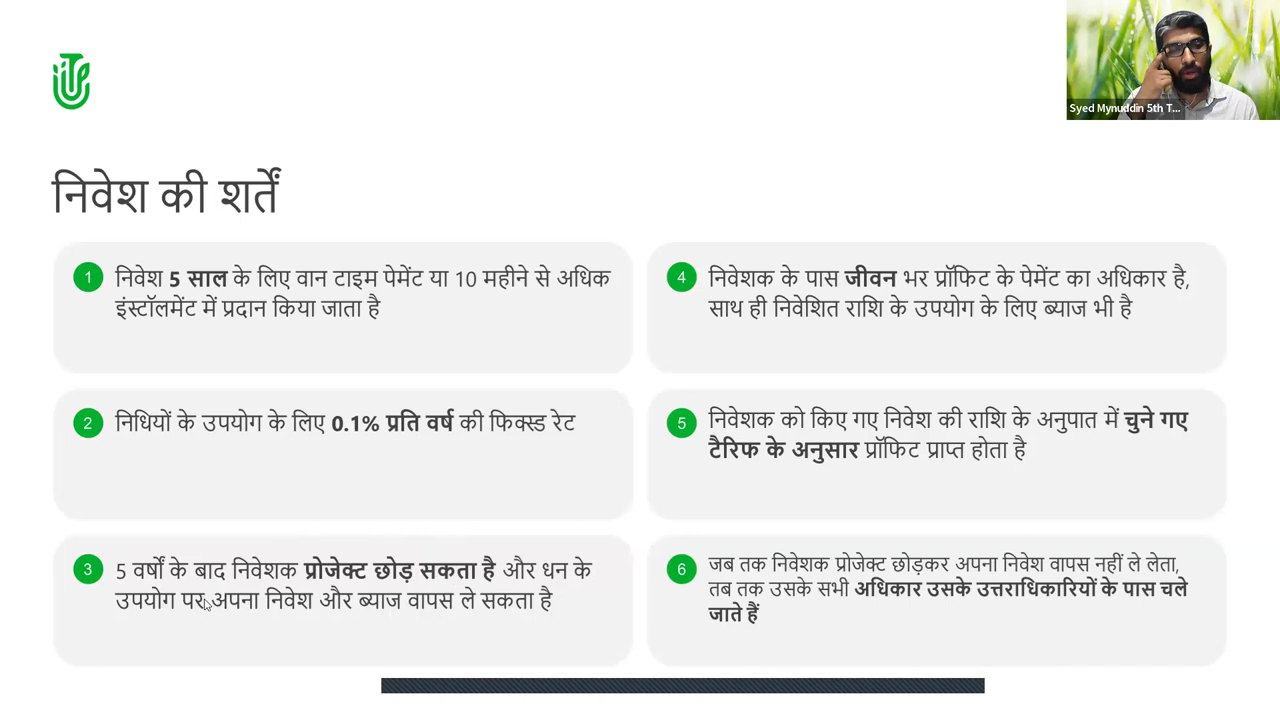 Syed Mynuddin 5th T...
निवेश की शर्तें
1
निवेश 5 साल के लिए वान टाइम पेमेंट या 10 महीने से अधिक
इंस्टॉलमेंट में प्रदान किया जाता है
2
निधियों के उपयोग के लिए 0.1% प्रति वर्ष की फिक्स्ड रेट
3
5 वर्षों के बाद निवेशक प्रोजेक्ट छोड़ सकता है और धन के
उपयोग पर अपना निवेश और ब्याज वापस ले सकता है
4
निवेशक के पास जीवन भर प्रॉफिट के पेमेंट का अधिकार है,
साथ ही निवेशित राशि के उपयोग के लिए ब्याज भी है
5
निवेशक को किए गए निवेश की राशि के अनुपात में चुने गए
टैरिफ के अनुसार प्रॉफिट प्राप्त होता है
6
जब तक निवेशक प्रोजेक्ट छोड़कर अपना निवेश वापस नहीं ले लेता,
तब तक उसके सभी अधिकार उसके उत्तराधिकारियों के पास चले
जाते हैं